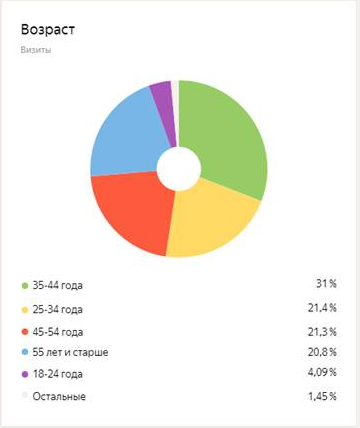 Возраст
Визиты
35-44 года 31 %
25-34 года 21,4 %
45-54 года 21,3 %
55 лет и старше 20,8 %
18-24 года 4,09 %
Остальные 1,45 %